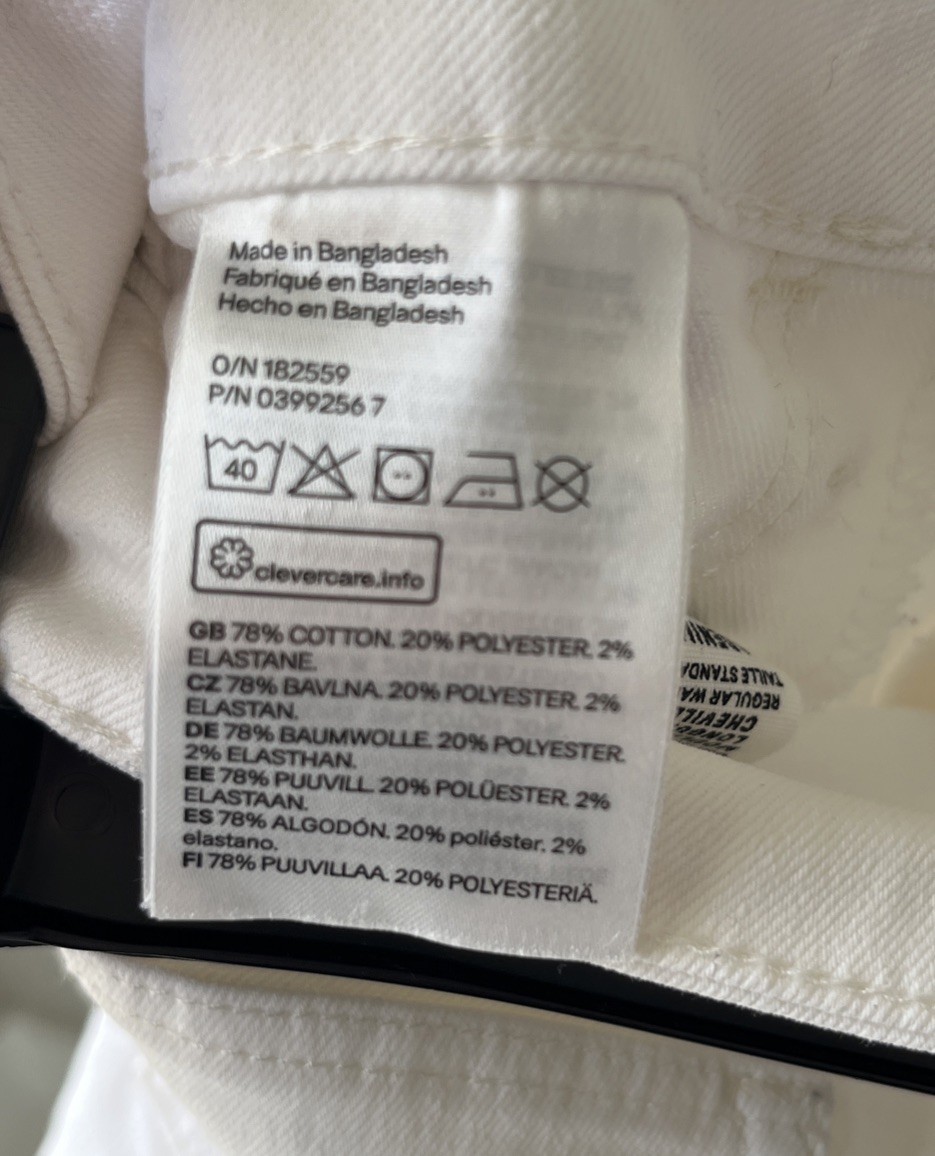 Made in Bangladesh
Fabriqué en Bangladesh
Hecho en Bangladesh
O/N 182559
P/N 0399256 7
40
clevercare.info
GB 78% COTTON. 20% POLYESTER. 2%
ELASTANE.
CZ 78% BAVLNA. 20% POLYESTER. 2%
ELASTAN.
DE 78% BAUMWOLLE. 20% POLYESTER.
2% ELASTHAN.
EE 78% PUUVILL. 20% POLÜESTER. 2%
ELASTAAN.
ES 78% ALGODÓN. 20% poliéster. 2%
elastano.
FI 78% PUUVILLAA. 20% POLYESTERIÄ.
REGULAR
TAILLE